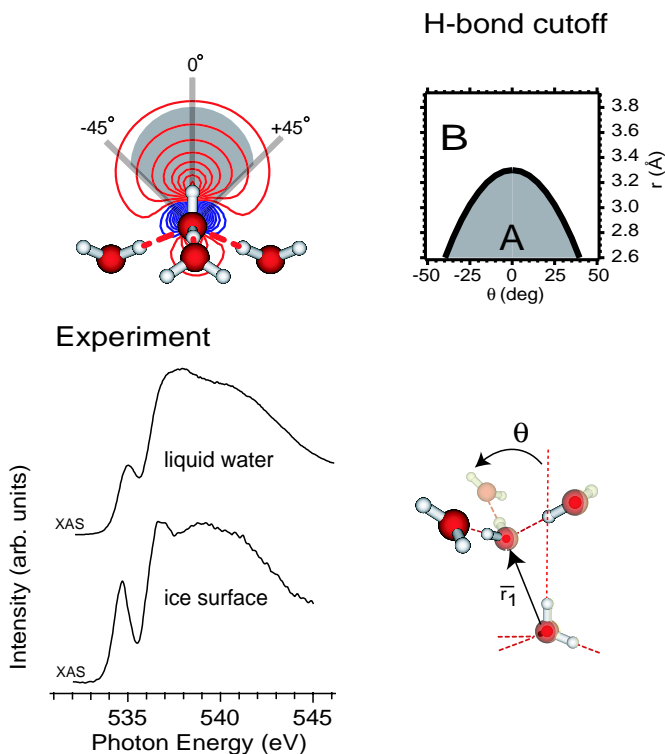 H-bond cutoff
0°
-45°
+45°
B
A
3.8
3.6
3.4
3.2
3.0
2.8
2.6
r (Å)
-50 -25 0 25 50
θ (deg)
Experiment
liquid water
XAS
ice surface
XAS
Intensity (arb. units)
535 540 545
Photon Energy (eV)
θ
r̅1